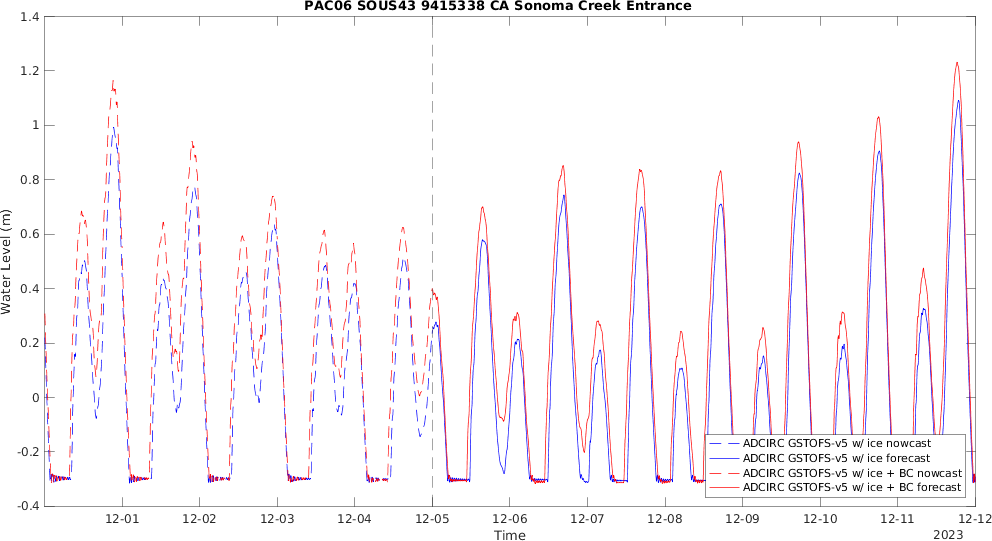 PAC06 SOUS43 9415338 CA Sonoma Creek Entrance
1.4
1.2
1
0.8
0.6
0.4
0.2
0
-0.2
-0.4
Water Level (m)
ADCIRC GSTOFS-v5 w/ ice nowcast
ADCIRC GSTOFS-v5 w/ ice forecast
ADCIRC GSTOFS-v5 w/ ice + BC nowcast
ADCIRC GSTOFS-v5 w/ ice + BC forecast
12-01 12-02 12-03 12-04 12-05 12-06 12-07 12-08 12-09 12-10 12-11 12-12
Time
2023